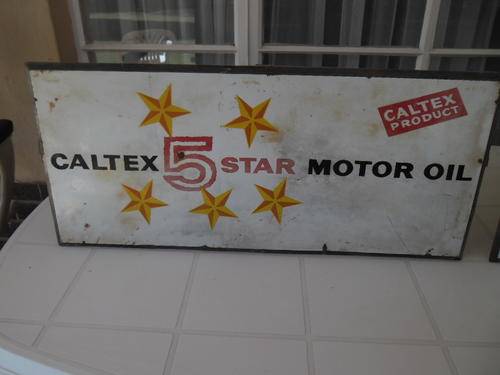 CALTEX
PRODUCT
CALTEX 5 STAR MOTOR OIL